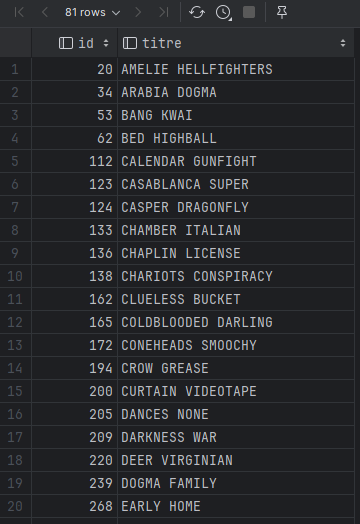 81 rows
id titre
1 20 AMELIE HELLFIGHTERS
2 34 ARABIA DOGMA
3 53 BANG KWAI
4 62 BED HIGHBALL
5 112 CALENDAR GUNFIGHT
6 123 CASABLANCA SUPER
7 124 CASPER DRAGONFLY
8 133 CHAMBER ITALIAN
9 136 CHAPLIN LICENSE
10 138 CHARIOTS CONSPIRACY
11 162 CLUELESS BUCKET
12 165 COLDBLOODED DARLING
13 172 CONEHEADS SMOOCHY
14 194 CROW GREASE
15 200 CURTAIN VIDEOTAPE
16 205 DANCES NONE
17 209 DARKNESS WAR
18 220 DEER VIRGINIAN
19 239 DOGMA FAMILY
20 268 EARLY HOME